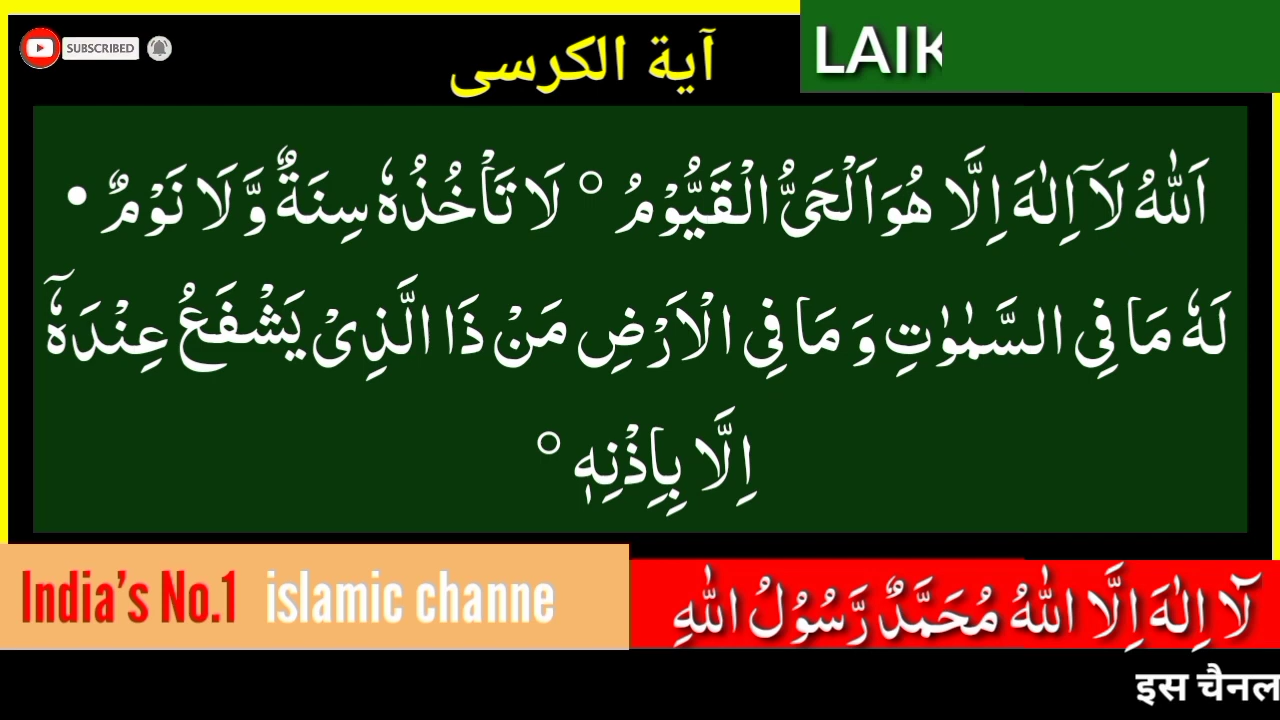 SUBSCRIBED
آية الكرسى
LAIK
اَللّٰهُ لَآ اِلٰهَ اِلَّا هُوَ اَلْحَيُّ الْقَيُّوْمُ ° لَا تَاْخُذُهٗ سِنَةٌ وَّلَا نَوْمٌ •
لَهٗ مَا فِي السَّمٰوٰتِ وَ مَا فِي الْاَرْضِ مَنْ ذَا الَّذِيْ يَشْفَعُ عِنْدَهٗٓ
اِلَّا بِاِذْنِهٖ °
India's No.1 islamic channe
لَآ اِلٰهَ اِلَّا اللّٰهُ مُحَمَّدٌ رَّسُوْلُ اللّٰهِ
इस चैनल